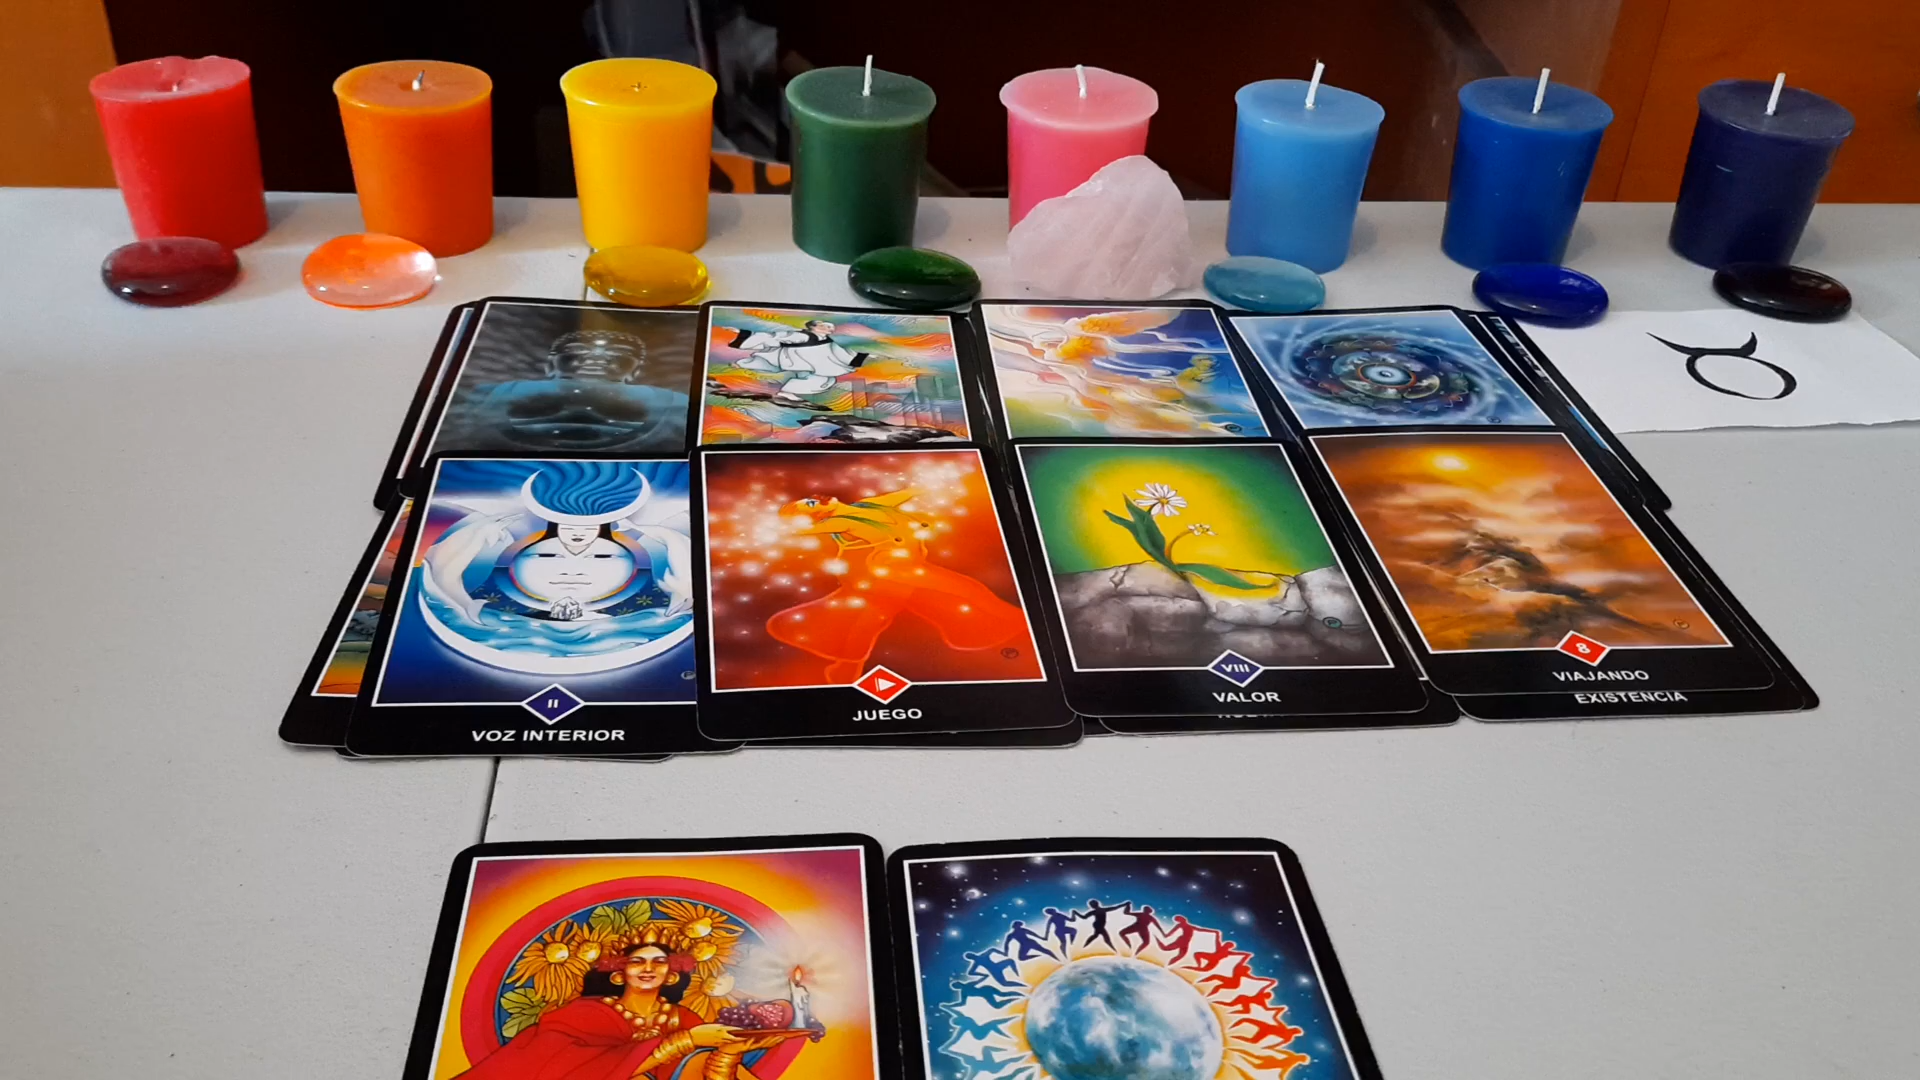 II
VOZ INTERIOR
JUEGO
VIII
VALOR
8
VIAJANDO
EXISTENCIA